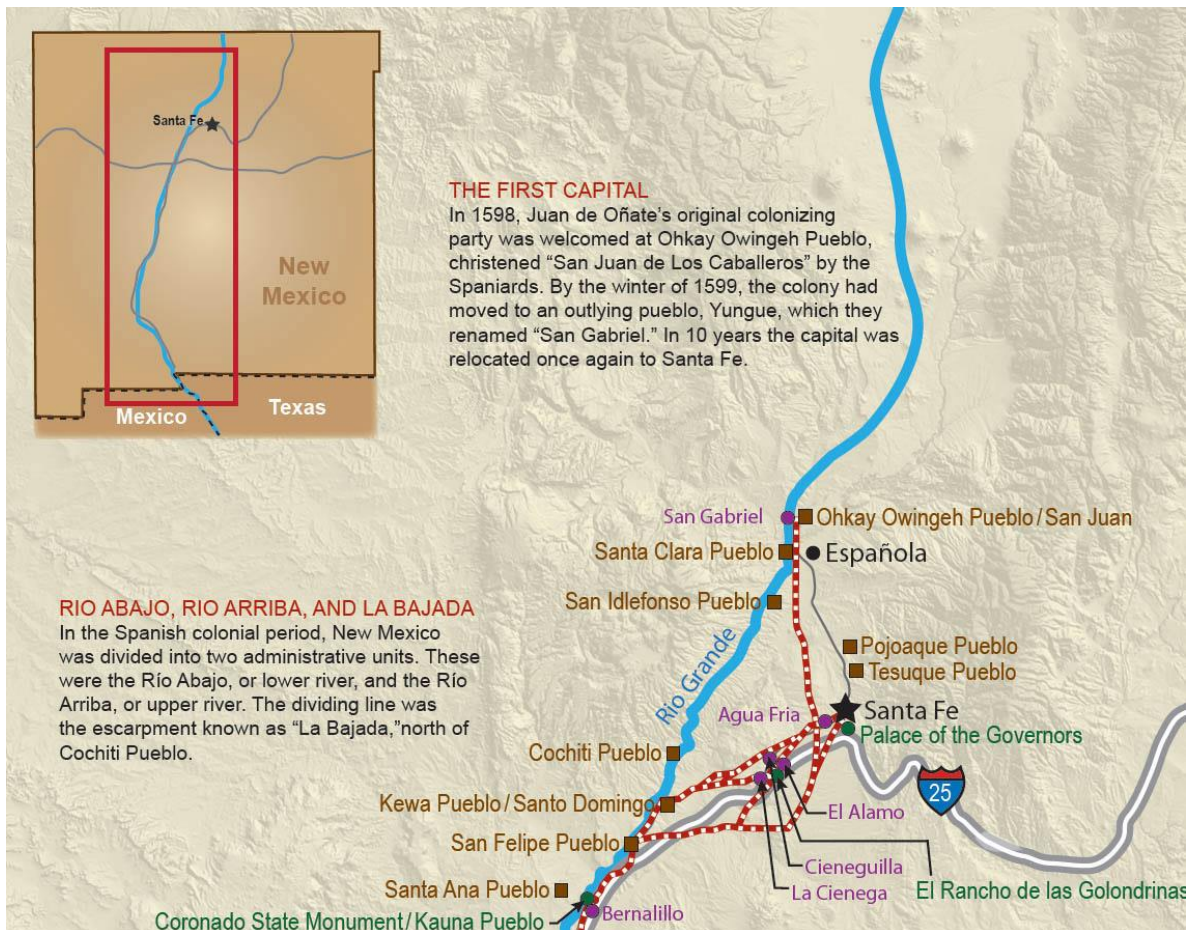 Santa Fe
New
Mexico
Mexico
Texas
THE FIRST CAPITAL
In 1598, Juan de Oñate's original colonizing
party was welcomed at Ohkay Owingeh Pueblo,
christened “San Juan de Los Caballeros” by the
Spaniards. By the winter of 1599, the colony had
moved to an outlying pueblo, Yungue, which they
renamed “San Gabriel.” In 10 years the capital was
relocated once again to Santa Fe.
RIO ABAJO, RIO ARRIBA, AND LA BAJADA
In the Spanish colonial period, New Mexico
was divided into two administrative units. These
were the Río Abajo, or lower river, and the Río
Arriba, or upper river. The dividing line was
the escarpment known as “La Bajada,”north of
Cochiti Pueblo.
San Gabriel
Ohkay Owingeh Pueblo/San Juan
Santa Clara Pueblo
Española
San Idlefonso Pueblo
Pojoaque Pueblo
Tesuque Pueblo
Rio Grande
Agua Fria
Santa Fe
Palace of the Governors
Cochiti Pueblo
25
Kewa Pueblo/Santo Domingo
El Alamo
San Felipe Pueblo
Cieneguilla
La Cienega
El Rancho de las Golondrinas
Santa Ana Pueblo
Coronado State Monument/Kauna Pueblo
Bernalillo